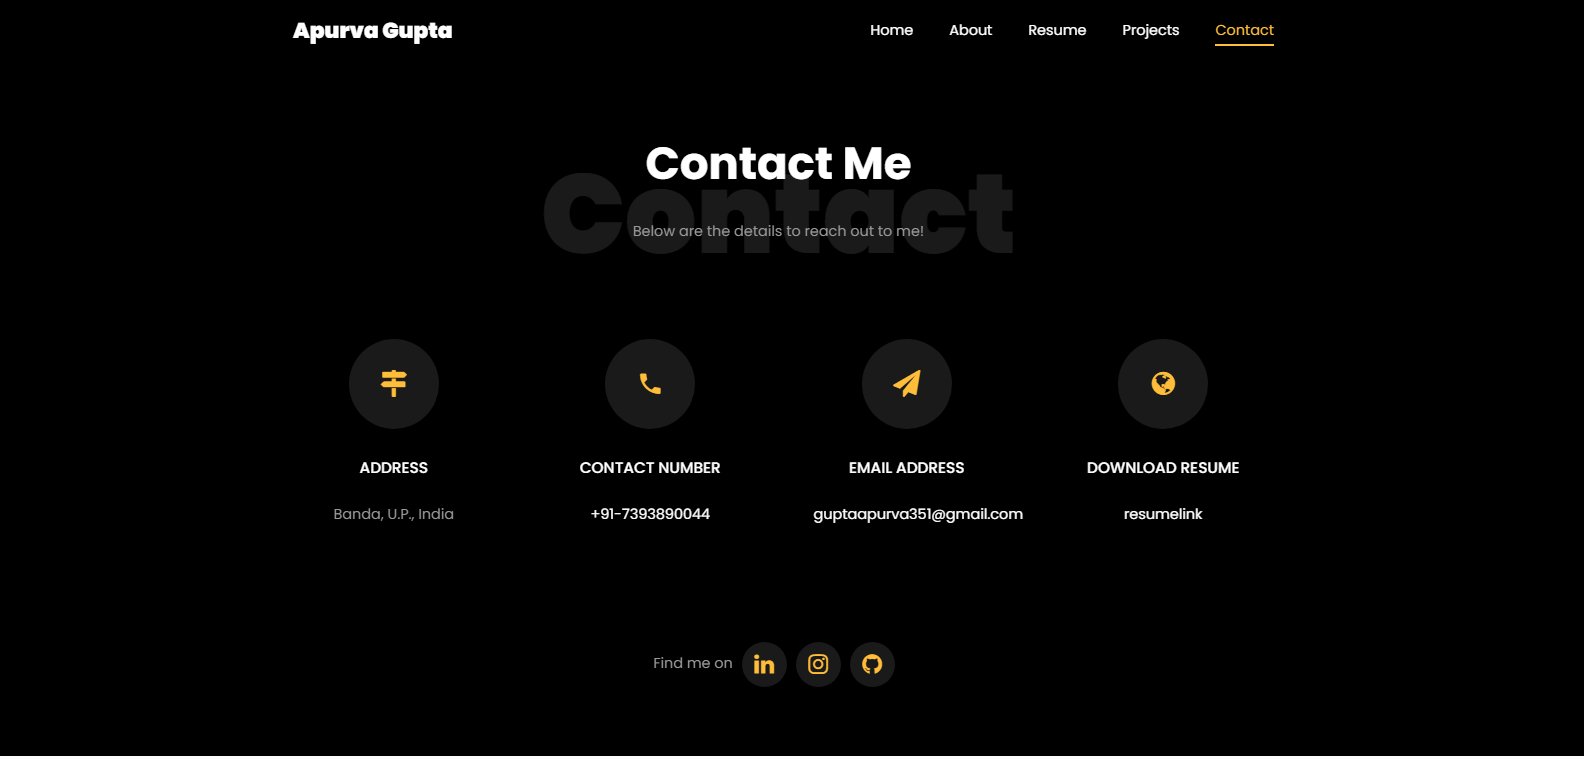 Apurva Gupta
Home About Resume Projects Contact
Contact Me
Contact
Below are the details to reach out to me!
ADDRESS
Banda, U.P., India
CONTACT NUMBER
+91-7393890044
EMAIL ADDRESS
guptaapurva351@gmail.com
DOWNLOAD RESUME
resumelink
Find me on